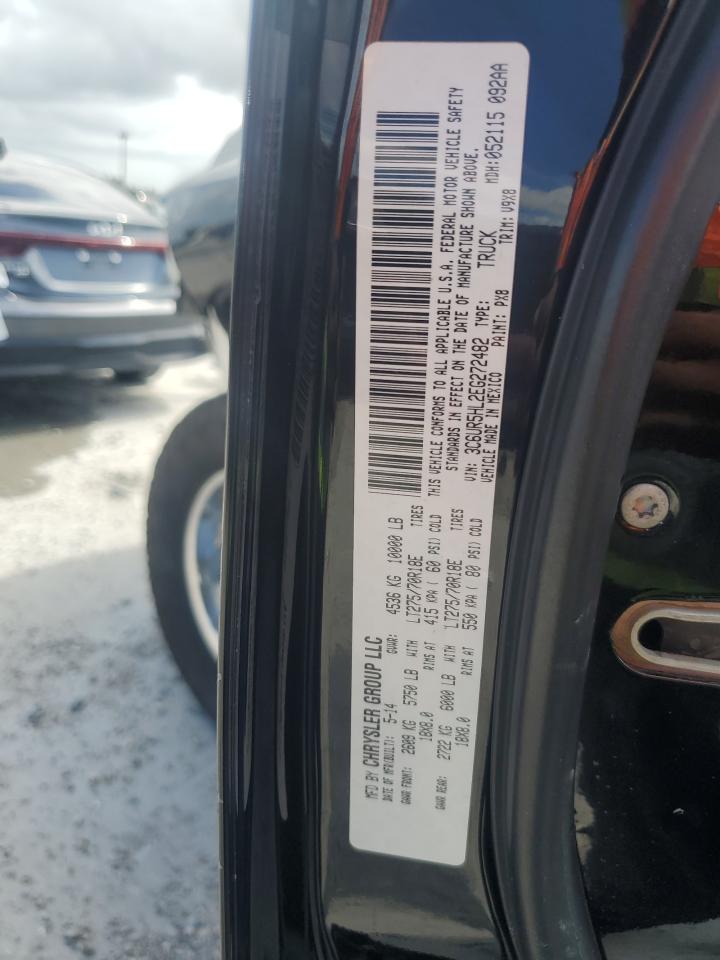 MFD BY CHRYSLER GROUP LLC
DATE OF MFR(BUILT): 5-14 GVWR: 4536 KG 10000 LB
GAWR FRONT: 2609 KG 5750 LB WITH LT275/70R18E TIRES
18X8.0 RIMS AT 415 KPA ( 60 PSI) COLD
GAWR REAR: 2722 KG 6000 LB WITH LT275/70R18E TIRES
18X8.0 RIMS AT 550 KPA ( 80 PSI) COLD
THIS VEHICLE CONFORMS TO ALL APPLICABLE U.S.A. FEDERAL MOTOR VEHICLE SAFETY
STANDARDS IN EFFECT ON THE DATE OF MANUFACTURE SHOWN ABOVE.
VIN: 3C6UR5HL2EG272482 TYPE: TRUCK MDH:052115 092AA
VEHICLE MADE IN MEXICO PAINT: PX8 TRIM: V9X8